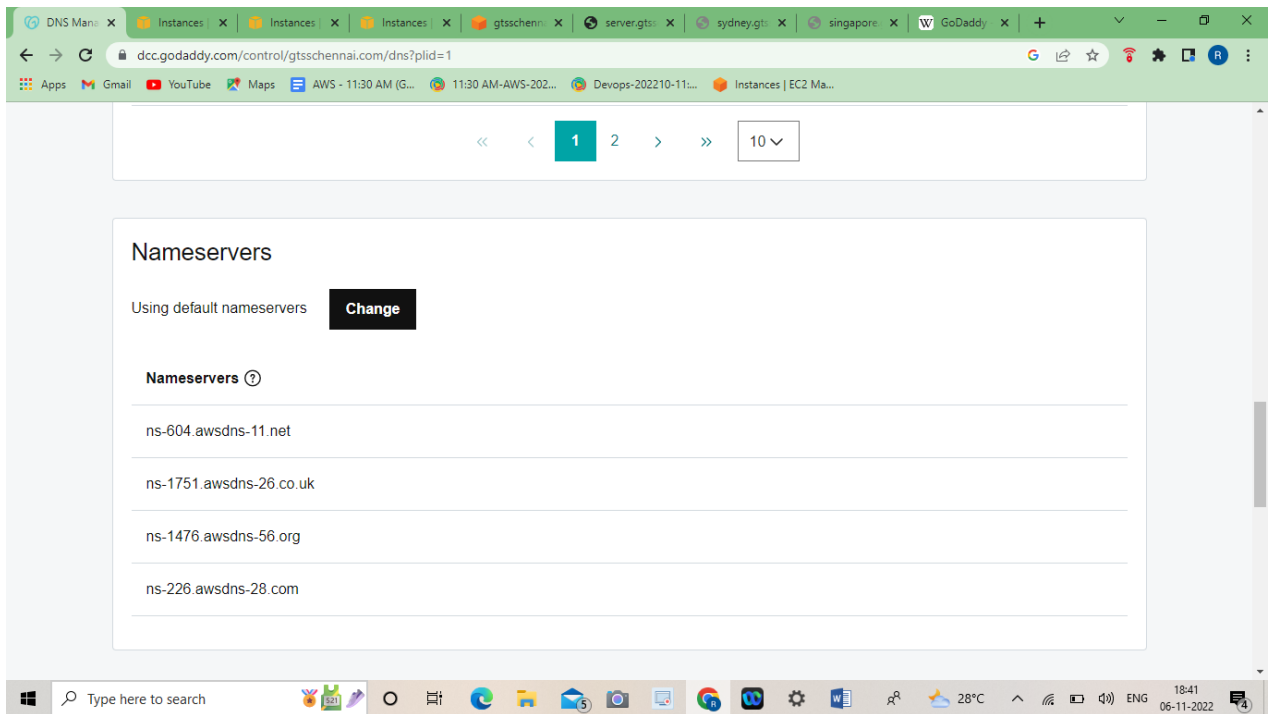 DNS Mana Instances Instances Instances gtsschenn server.gtss sydney.gts singapore. W GoDaddy
dcc.godaddy.com/control/gtsschennai.com/dns?plid=1 G R
Apps Gmail YouTube Maps AWS - 11:30 AM (G... 11:30 AM-AWS-202... Devops-202210-11:... Instances | EC2 Ma...
« < 1 2 > » 10
Nameservers
Using default nameservers Change
Nameservers ?
ns-604.awsdns-11.net
ns-1751.awsdns-26.co.uk
ns-1476.awsdns-56.org
ns-226.awsdns-28.com
Type here to search 28°C ENG 18:41
06-11-2022